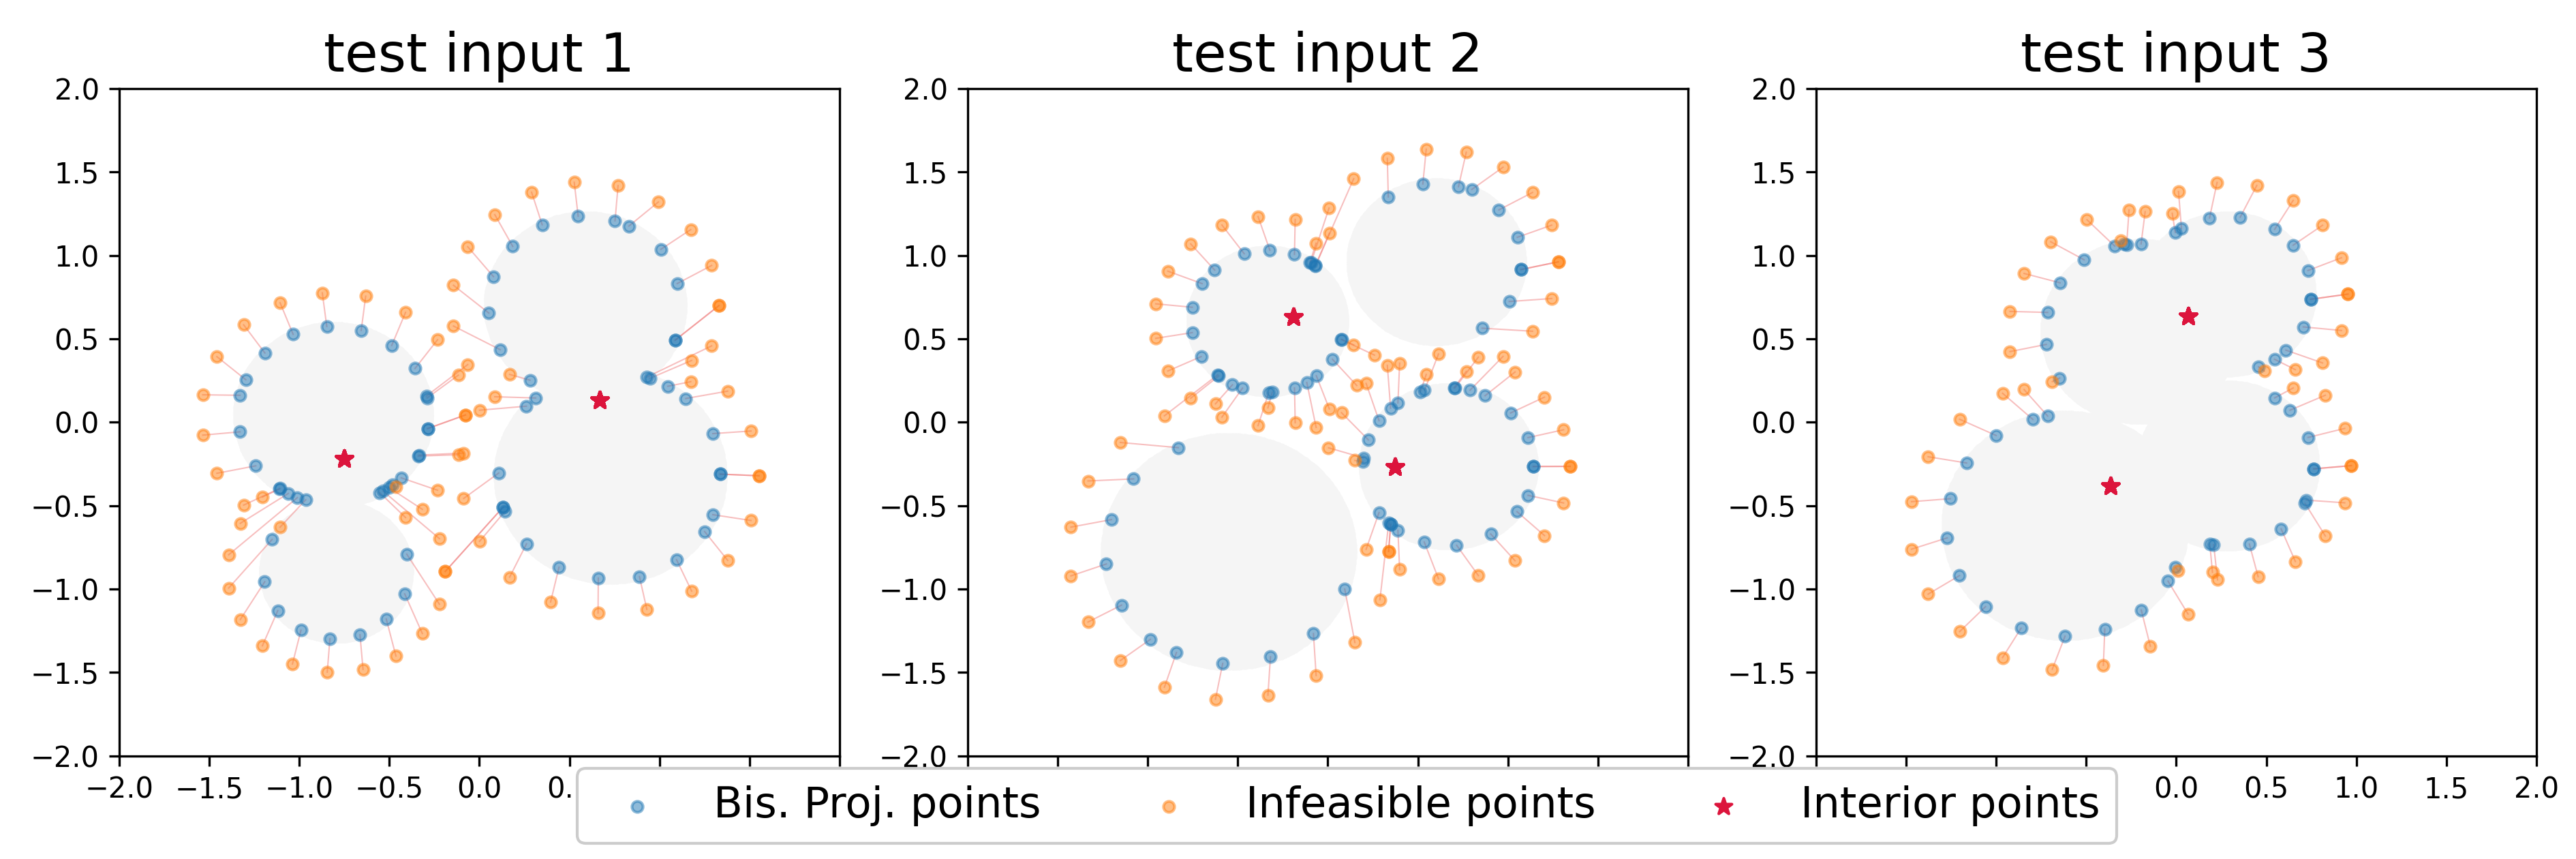 test input 1 test input 2 test input 3
2.0 2.0 2.0
1.5 1.5 1.5
1.0 1.0 1.0
0.5 0.5 0.5
0.0 0.0 0.0
−0.5 −0.5 −0.5
−1.0 −1.0 −1.0
−1.5 −1.5 −1.5
−2.0 −2.0 −2.0
−2.0 −1.5 −1.0 −0.5 0.0 0. 0.0 0.5 1.0 1.5 2.0
Bis. Proj. points Infeasible points Interior points